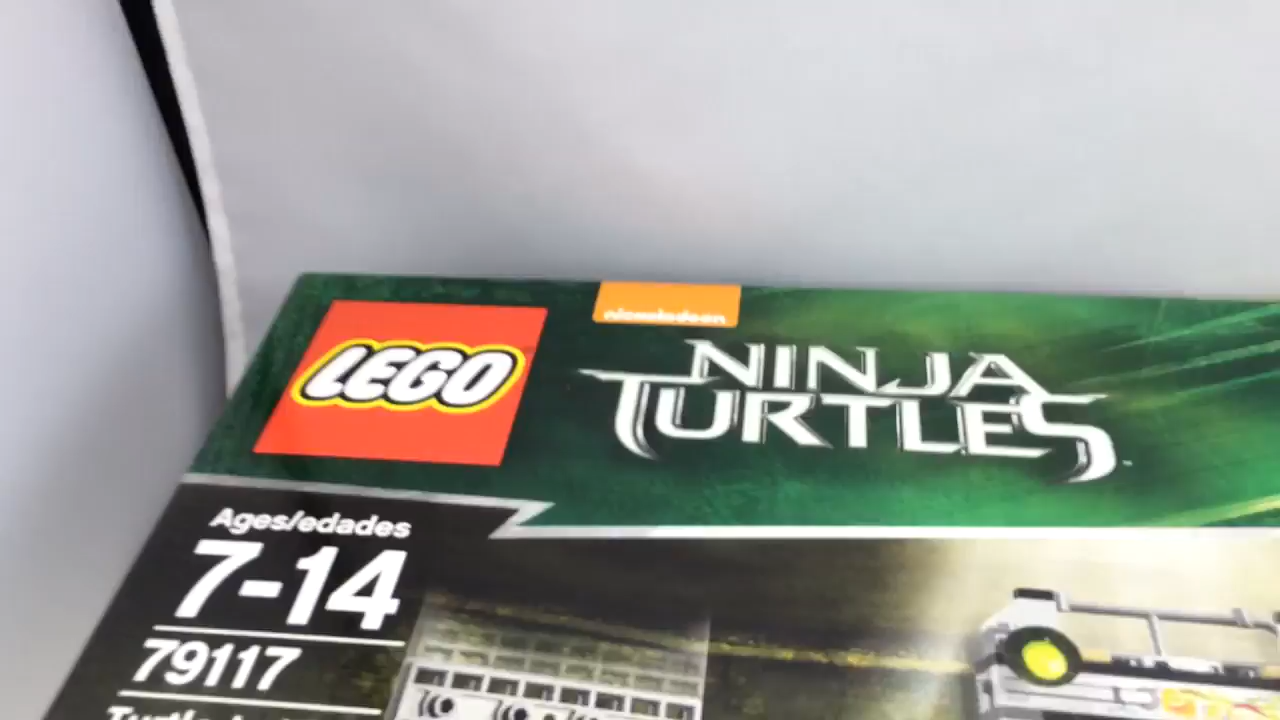 nickelodeon
LEGO
NINJA
TURTLES
Ages/edades
7-14
79117